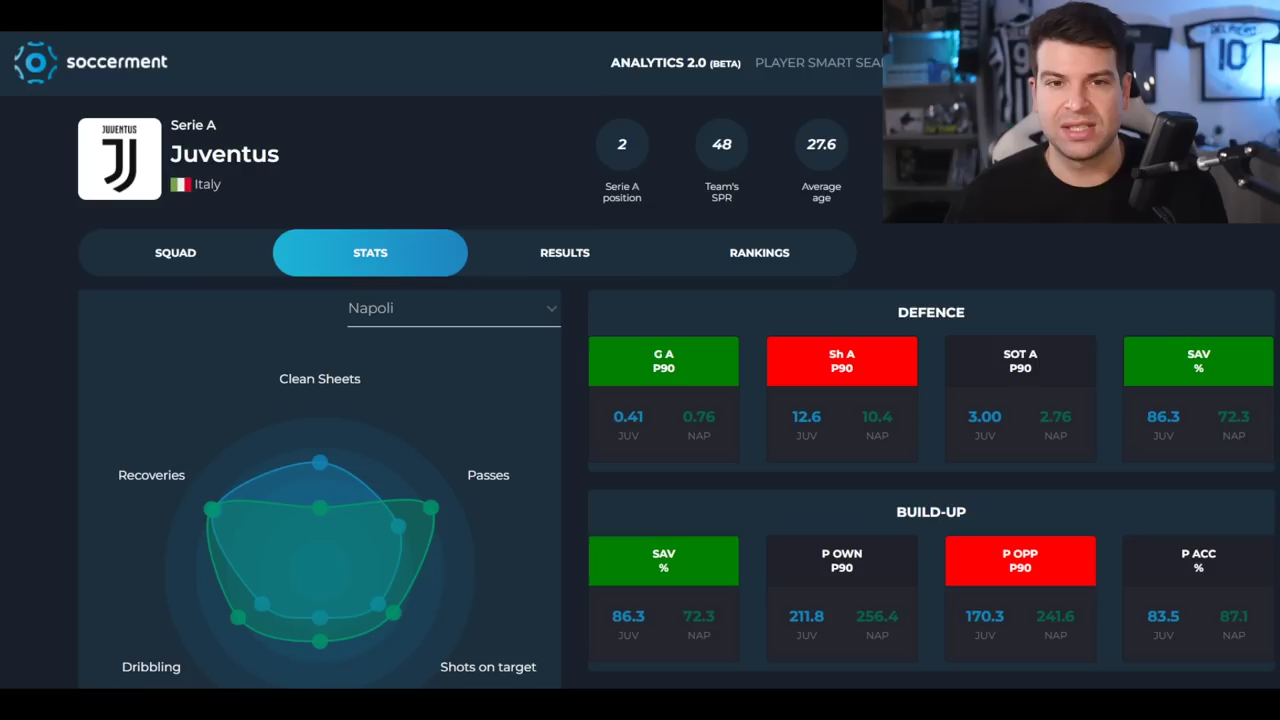 soccerment
ANALYTICS 2.0 (BETA)
PLAYER SMART SEA
JUVENTUS
Serie A
Juventus
Italy
2
48
27.6
Serie A
position
Team's
SPR
Average
age
SQUAD
STATS
RESULTS
RANKINGS
Napoli
Clean Sheets
Recoveries
Passes
Dribbling
Shots on target
DEFENCE
G A
P90
Sh A
P90
SOT A
P90
SAV
%
0.41 0.76
JUV NAP
12.6 10.4
JUV NAP
3.00 2.76
JUV NAP
86.3 72.3
JUV NAP
BUILD-UP
SAV
%
P OWN
P90
P OPP
P90
P ACC
%
86.3 72.3
JUV NAP
211.8 256.4
JUV NAP
170.3 241.6
JUV NAP
83.5 87.1
JUV NAP
10